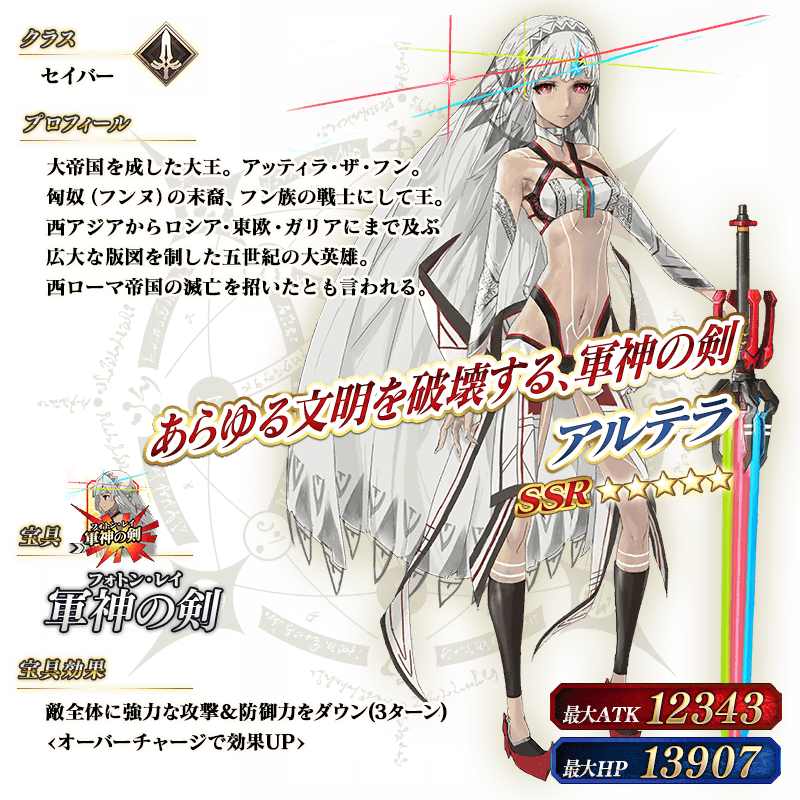 クラス
セイバー
プロフィール
大帝国を成した大王。アッティラ・ザ・フン。
匈奴（フンヌ）の末裔、フン族の戦士にして王。
西アジアからロシア・東欧・ガリアにまで及ぶ
広大な版図を制した五世紀の大英雄。
西ローマ帝国の滅亡を招いたとも言われる。
あらゆる文明を破壊する、軍神の剣
アルテラ
SSR ★★★★★
宝具
フォトン・レイ
軍神の剣
フォトン・レイ
軍神の剣
宝具効果
敵全体に強力な攻撃&防御力をダウン(3ターン)
<オーバーチャージで効果UP>
最大ATK 12343
最大HP 13907